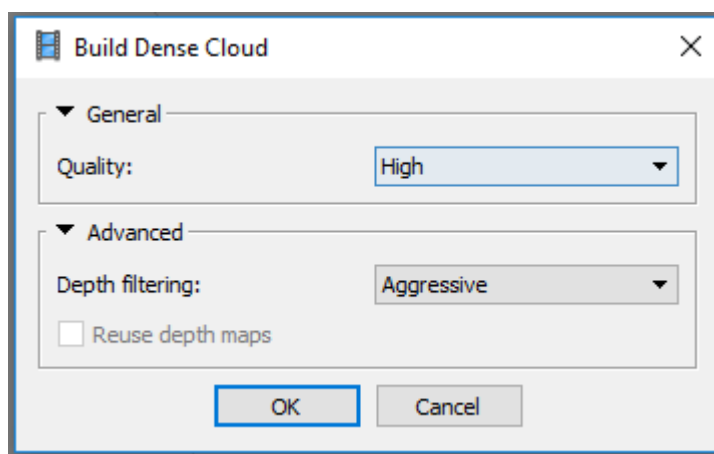 Build Dense Cloud
General
Quality: High
Advanced
Depth filtering: Aggressive
Reuse depth maps
OK Cancel